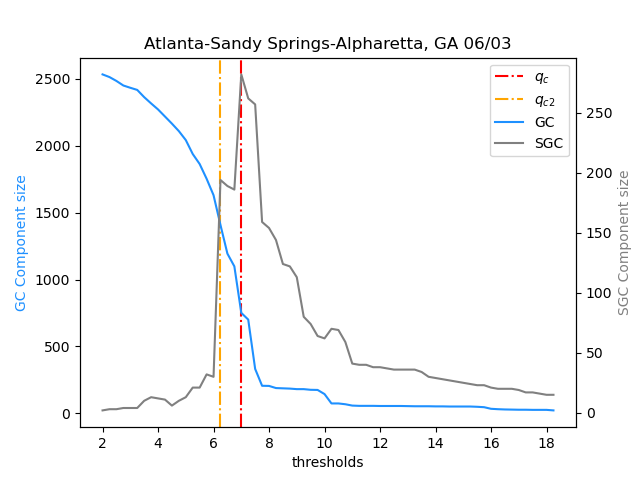 Atlanta-Sandy Springs-Alpharetta, GA 06/03
q_c
q_c2
GC
SGC
2500
2000
1500
1000
500
0
GC Component size
250
200
150
100
50
0
SGC Component size
2 4 6 8 10 12 14 16 18
thresholds